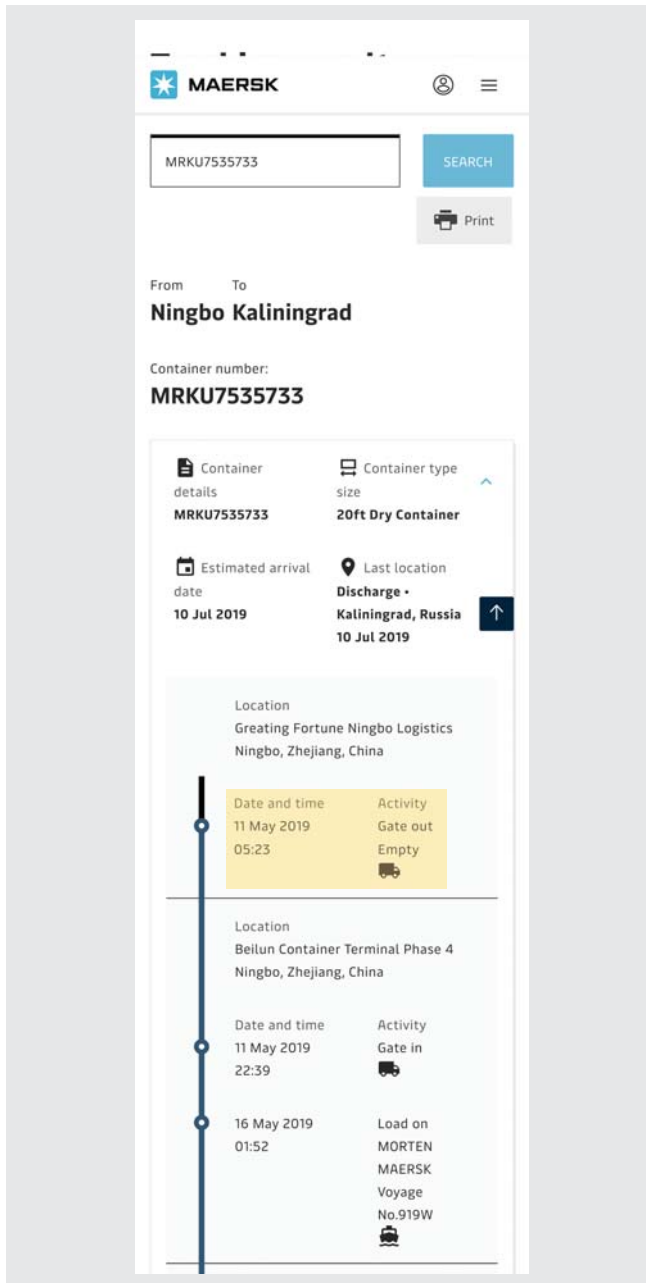 MAERSK
MRKU7535733
SEARCH
Print
From To
Ningbo Kaliningrad
Container number:
MRKU7535733
Container details
MRKU7535733
Container type size
20ft Dry Container
Estimated arrival date
10 Jul 2019
Last location
Discharge •
Kaliningrad, Russia
10 Jul 2019
Location
Greating Fortune Ningbo Logistics
Ningbo, Zhejiang, China
Date and time
11 May 2019
05:23
Activity
Gate out
Empty
Location
Beilun Container Terminal Phase 4
Ningbo, Zhejiang, China
Date and time
11 May 2019
22:39
Activity
Gate in
16 May 2019
01:52
Load on
MORTEN
MAERSK
Voyage
No.919W